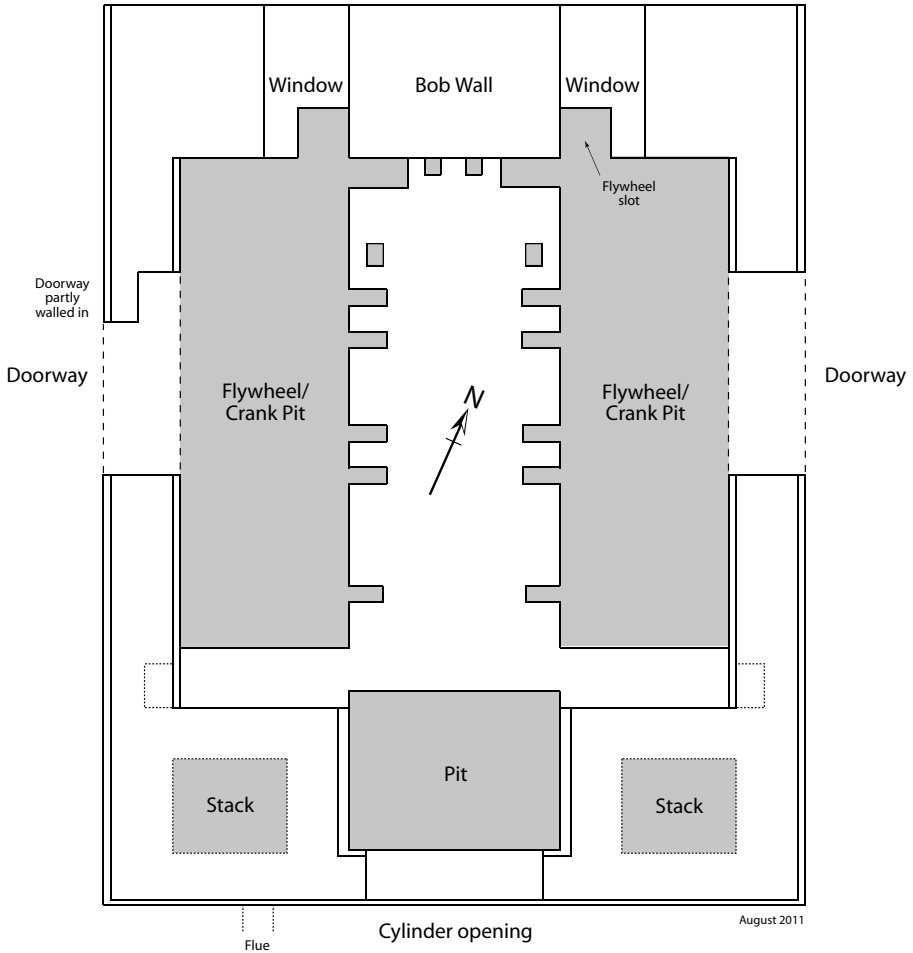 Window
Bob Wall
Window
Flywheel
slot
Doorway
partly
walled in
Doorway
Flywheel/
Crank Pit
N
Flywheel/
Crank Pit
Doorway
Pit
Stack
Stack
August 2011
Cylinder opening
Flue